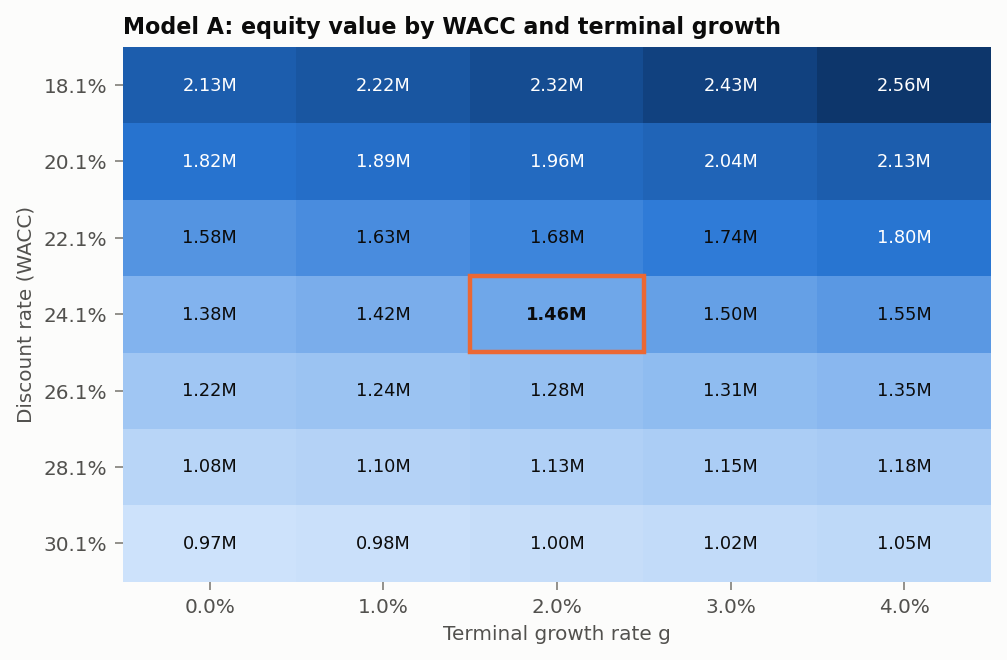 Model A: equity value by WACC and terminal growth
Discount rate (WACC)
18.1% 2.13M 2.22M 2.32M 2.43M 2.56M
20.1% 1.82M 1.89M 1.96M 2.04M 2.13M
22.1% 1.58M 1.63M 1.68M 1.74M 1.80M
24.1% 1.38M 1.42M 1.46M 1.50M 1.55M
26.1% 1.22M 1.24M 1.28M 1.31M 1.35M
28.1% 1.08M 1.10M 1.13M 1.15M 1.18M
30.1% 0.97M 0.98M 1.00M 1.02M 1.05M
0.0% 1.0% 2.0% 3.0% 4.0%
Terminal growth rate g